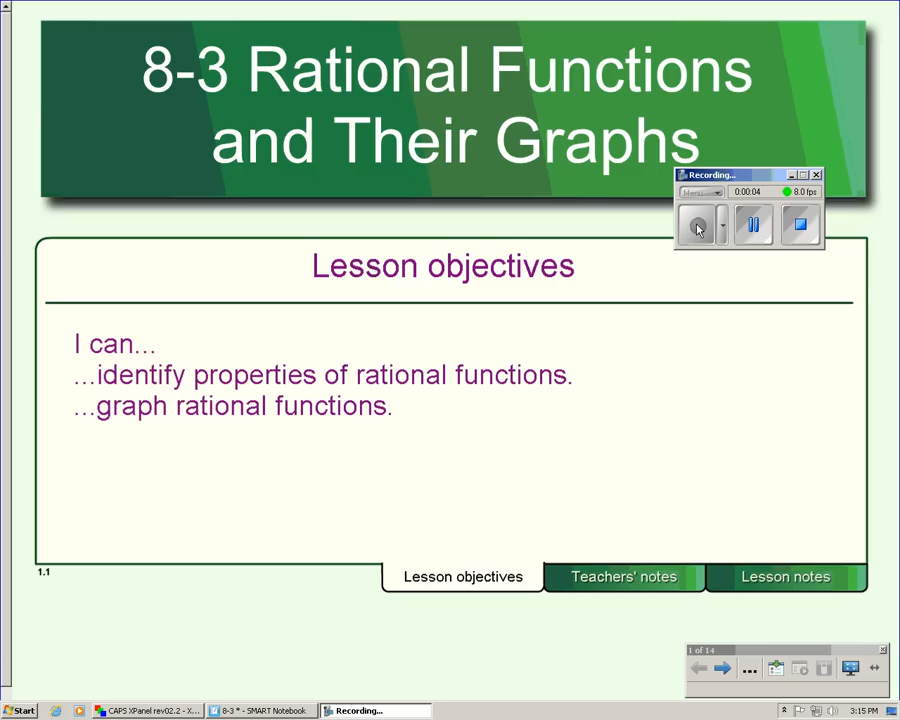 8-3 Rational Functions
and Their Graphs
Recording...
Menu
0:00:04
8.0 fps
Lesson objectives
I can...
...identify properties of rational functions.
...graph rational functions.
1.1
Lesson objectives
Teachers' notes
Lesson notes
1 of 14
Start
CAPS XPanel rev02.2 - X...
8-3 * - SMART Notebook
Recording...
3:15 PM